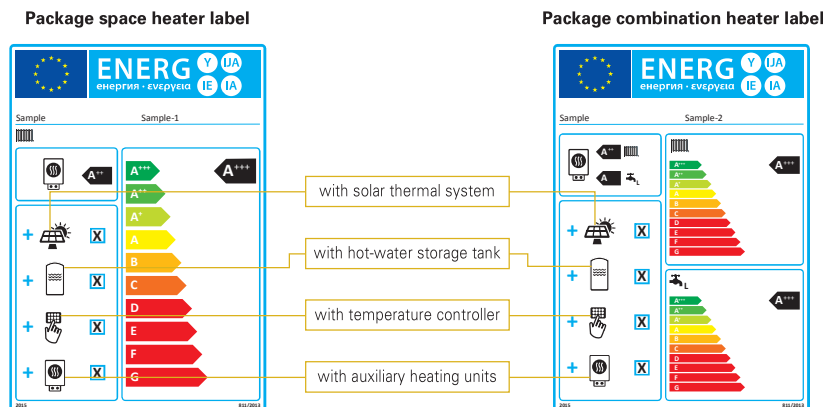 Package space heater label
ENERG
енергия · ενεργεια
Y
IJA
IE
IA
Sample
Sample-1
A++
A+++
A++
A+
A
B
C
D
E
F
G
A+++
+
X
+
X
+
X
+
X
2015
811/2013
with solar thermal system
with hot-water storage tank
with temperature controller
with auxiliary heating units
Package combination heater label
ENERG
енергия · ενεργεια
Y
IJA
IE
IA
Sample
Sample-2
A++
A
L
+
X
+
X
+
X
+
X
A+++
A++
A+
A
B
C
D
E
F
G
A+++
L
A+++
A++
A+
A
B
C
D
E
F
G
A+++
2015
811/2013